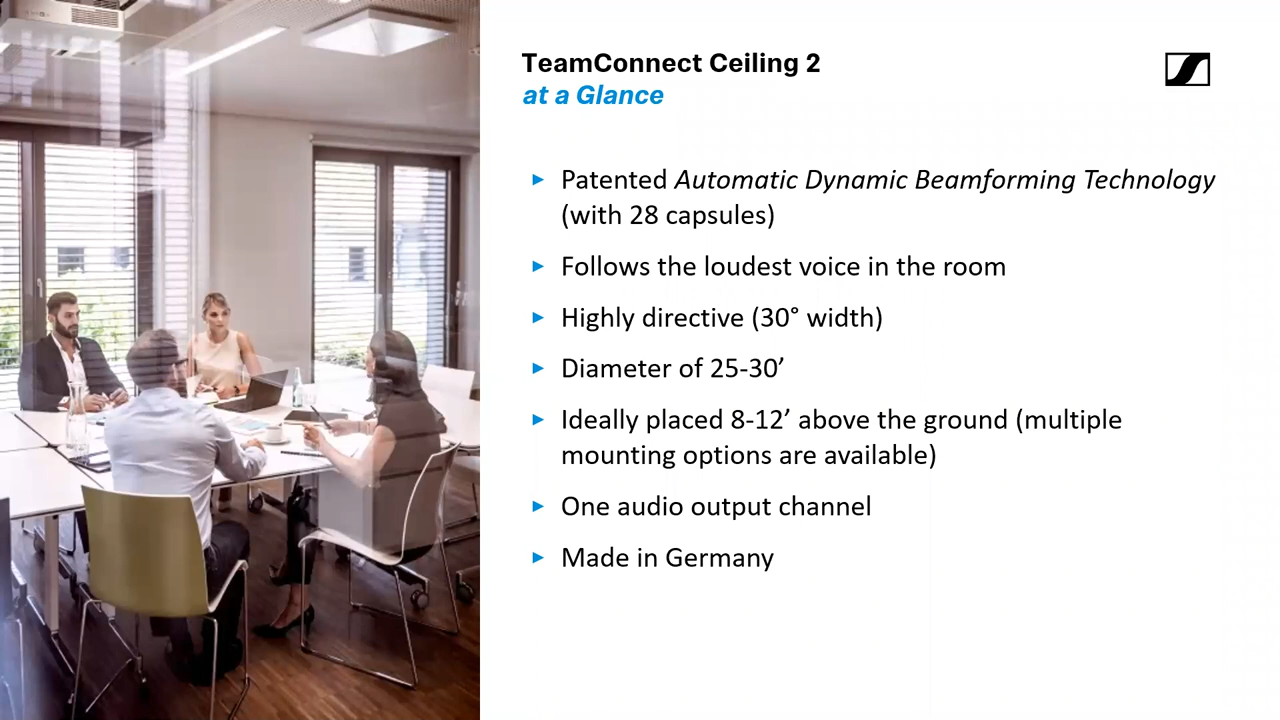 TeamConnect Ceiling 2
at a Glance
► Patented Automatic Dynamic Beamforming Technology
(with 28 capsules)
► Follows the loudest voice in the room
► Highly directive (30° width)
► Diameter of 25-30’
► Ideally placed 8-12’ above the ground (multiple
mounting options are available)
► One audio output channel
► Made in Germany